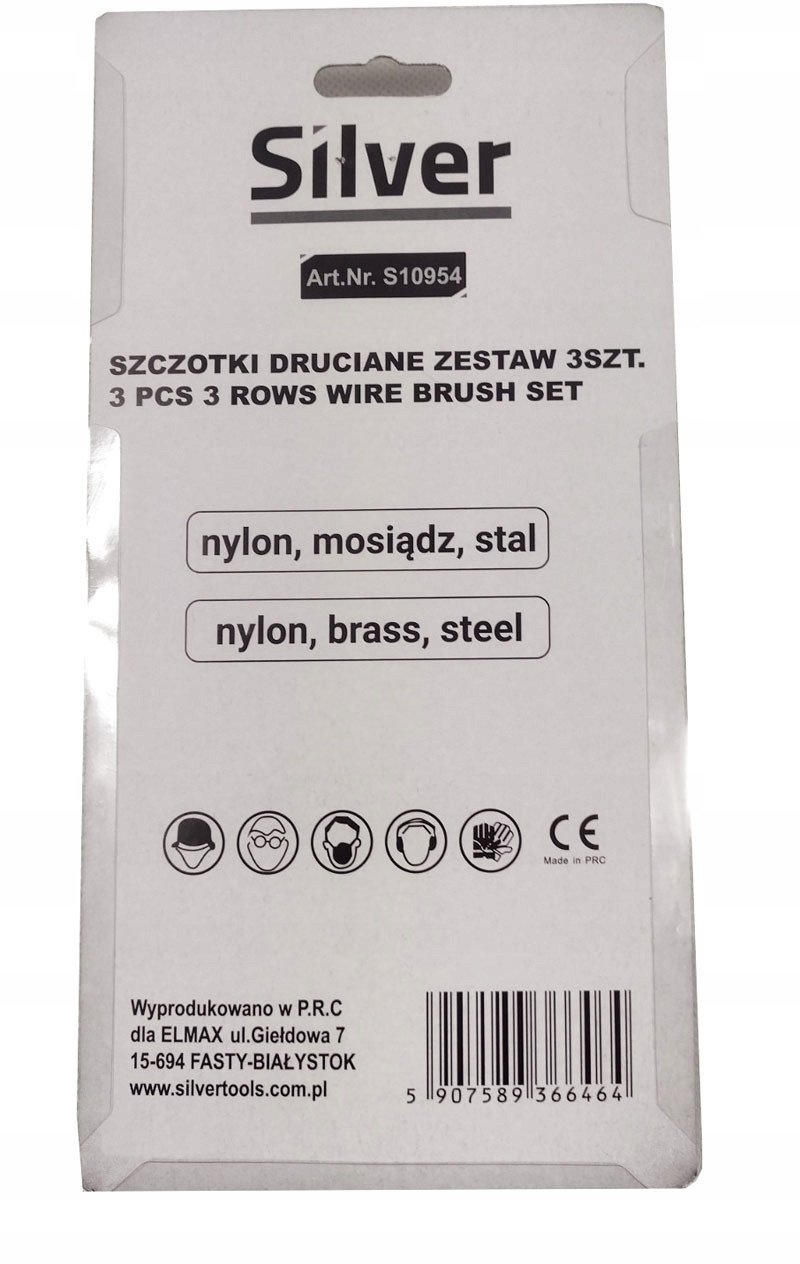 Silver
Art.Nr. S10954
SZCZOTKI DRUCIANE ZESTAW 3SZT.
3 PCS 3 ROWS WIRE BRUSH SET
nylon, mosiądz, stal
nylon, brass, steel
CE
Made in PRC
Wyprodukowano w P.R.C
dla ELMAX ul.Giełdowa 7
15-694 FASTY-BIAŁYSTOK
www.silvertools.com.pl
5 907589 366464